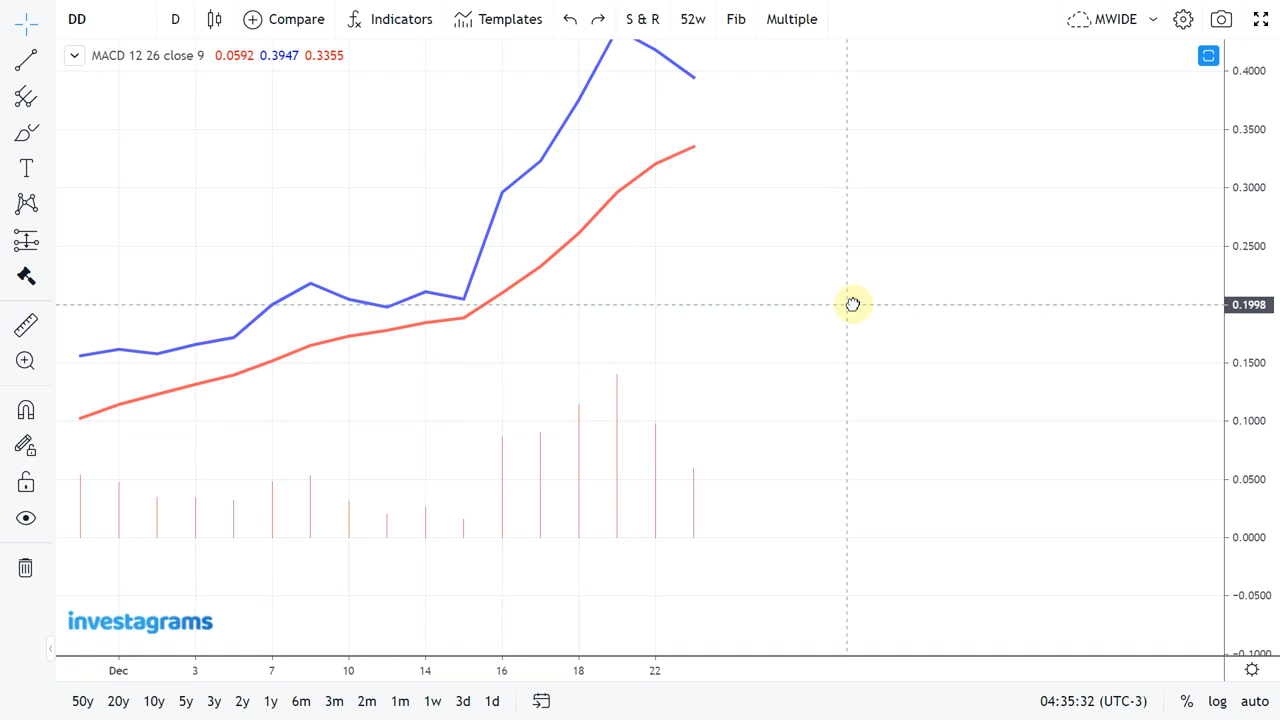 DD D Compare Indicators Templates S & R 52w Fib Multiple MWIDE
MACD 12 26 close 9 0.0592 0.3947 0.3355
0.4000
0.3500
0.3000
0.2500
0.1998
0.1500
0.1000
0.0500
0.0000
−0.0500
−0.1000
investagrams
Dec 3 7 10 14 16 18 22
50y 20y 10y 5y 3y 2y 1y 6m 3m 2m 1m 1w 3d 1d 04:35:32 (UTC-3) % log auto